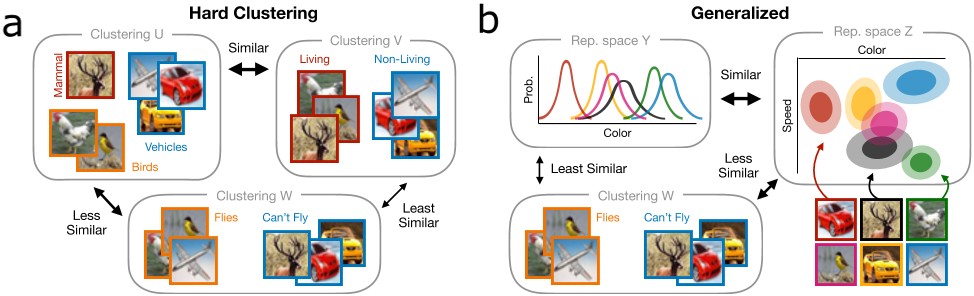 a
Hard Clustering
Clustering U
Mammal
Vehicles
Birds
Similar
Clustering V
Living
Non-Living
Less
Similar
Least
Similar
Clustering W
Flies
Can't Fly
b
Generalized
Rep. space Y
Prob.
Color
Similar
Rep. space Z
Color
Speed
Least Similar
Less
Similar
Clustering W
Flies
Can't Fly